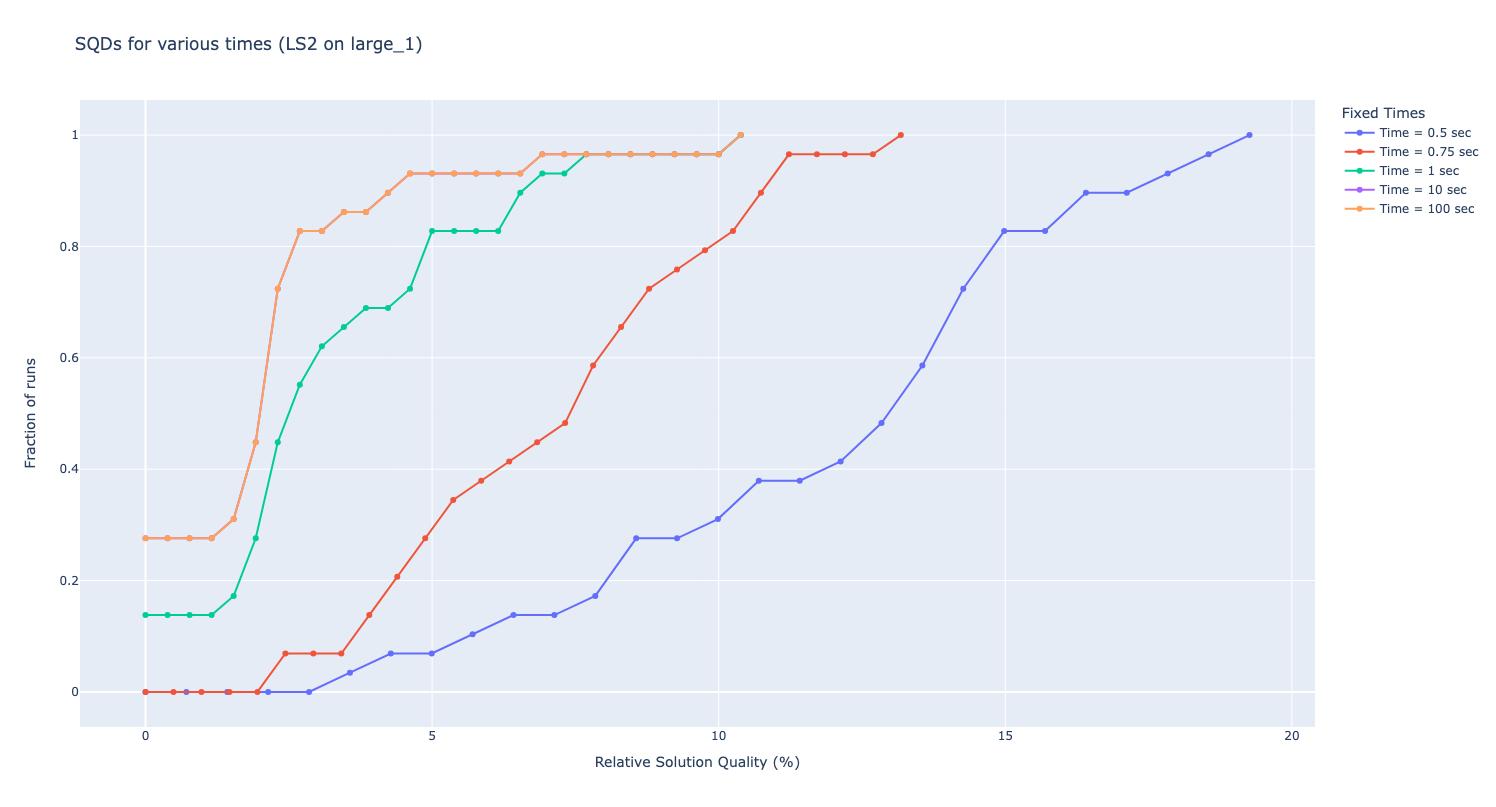 SQDs for various times (LS2 on large_1)
Fixed Times
Time = 0.5 sec
Time = 0.75 sec
Time = 1 sec
Time = 10 sec
Time = 100 sec
1
0.8
0.6
0.4
0.2
0
Fraction of runs
0 5 10 15 20
Relative Solution Quality (%)